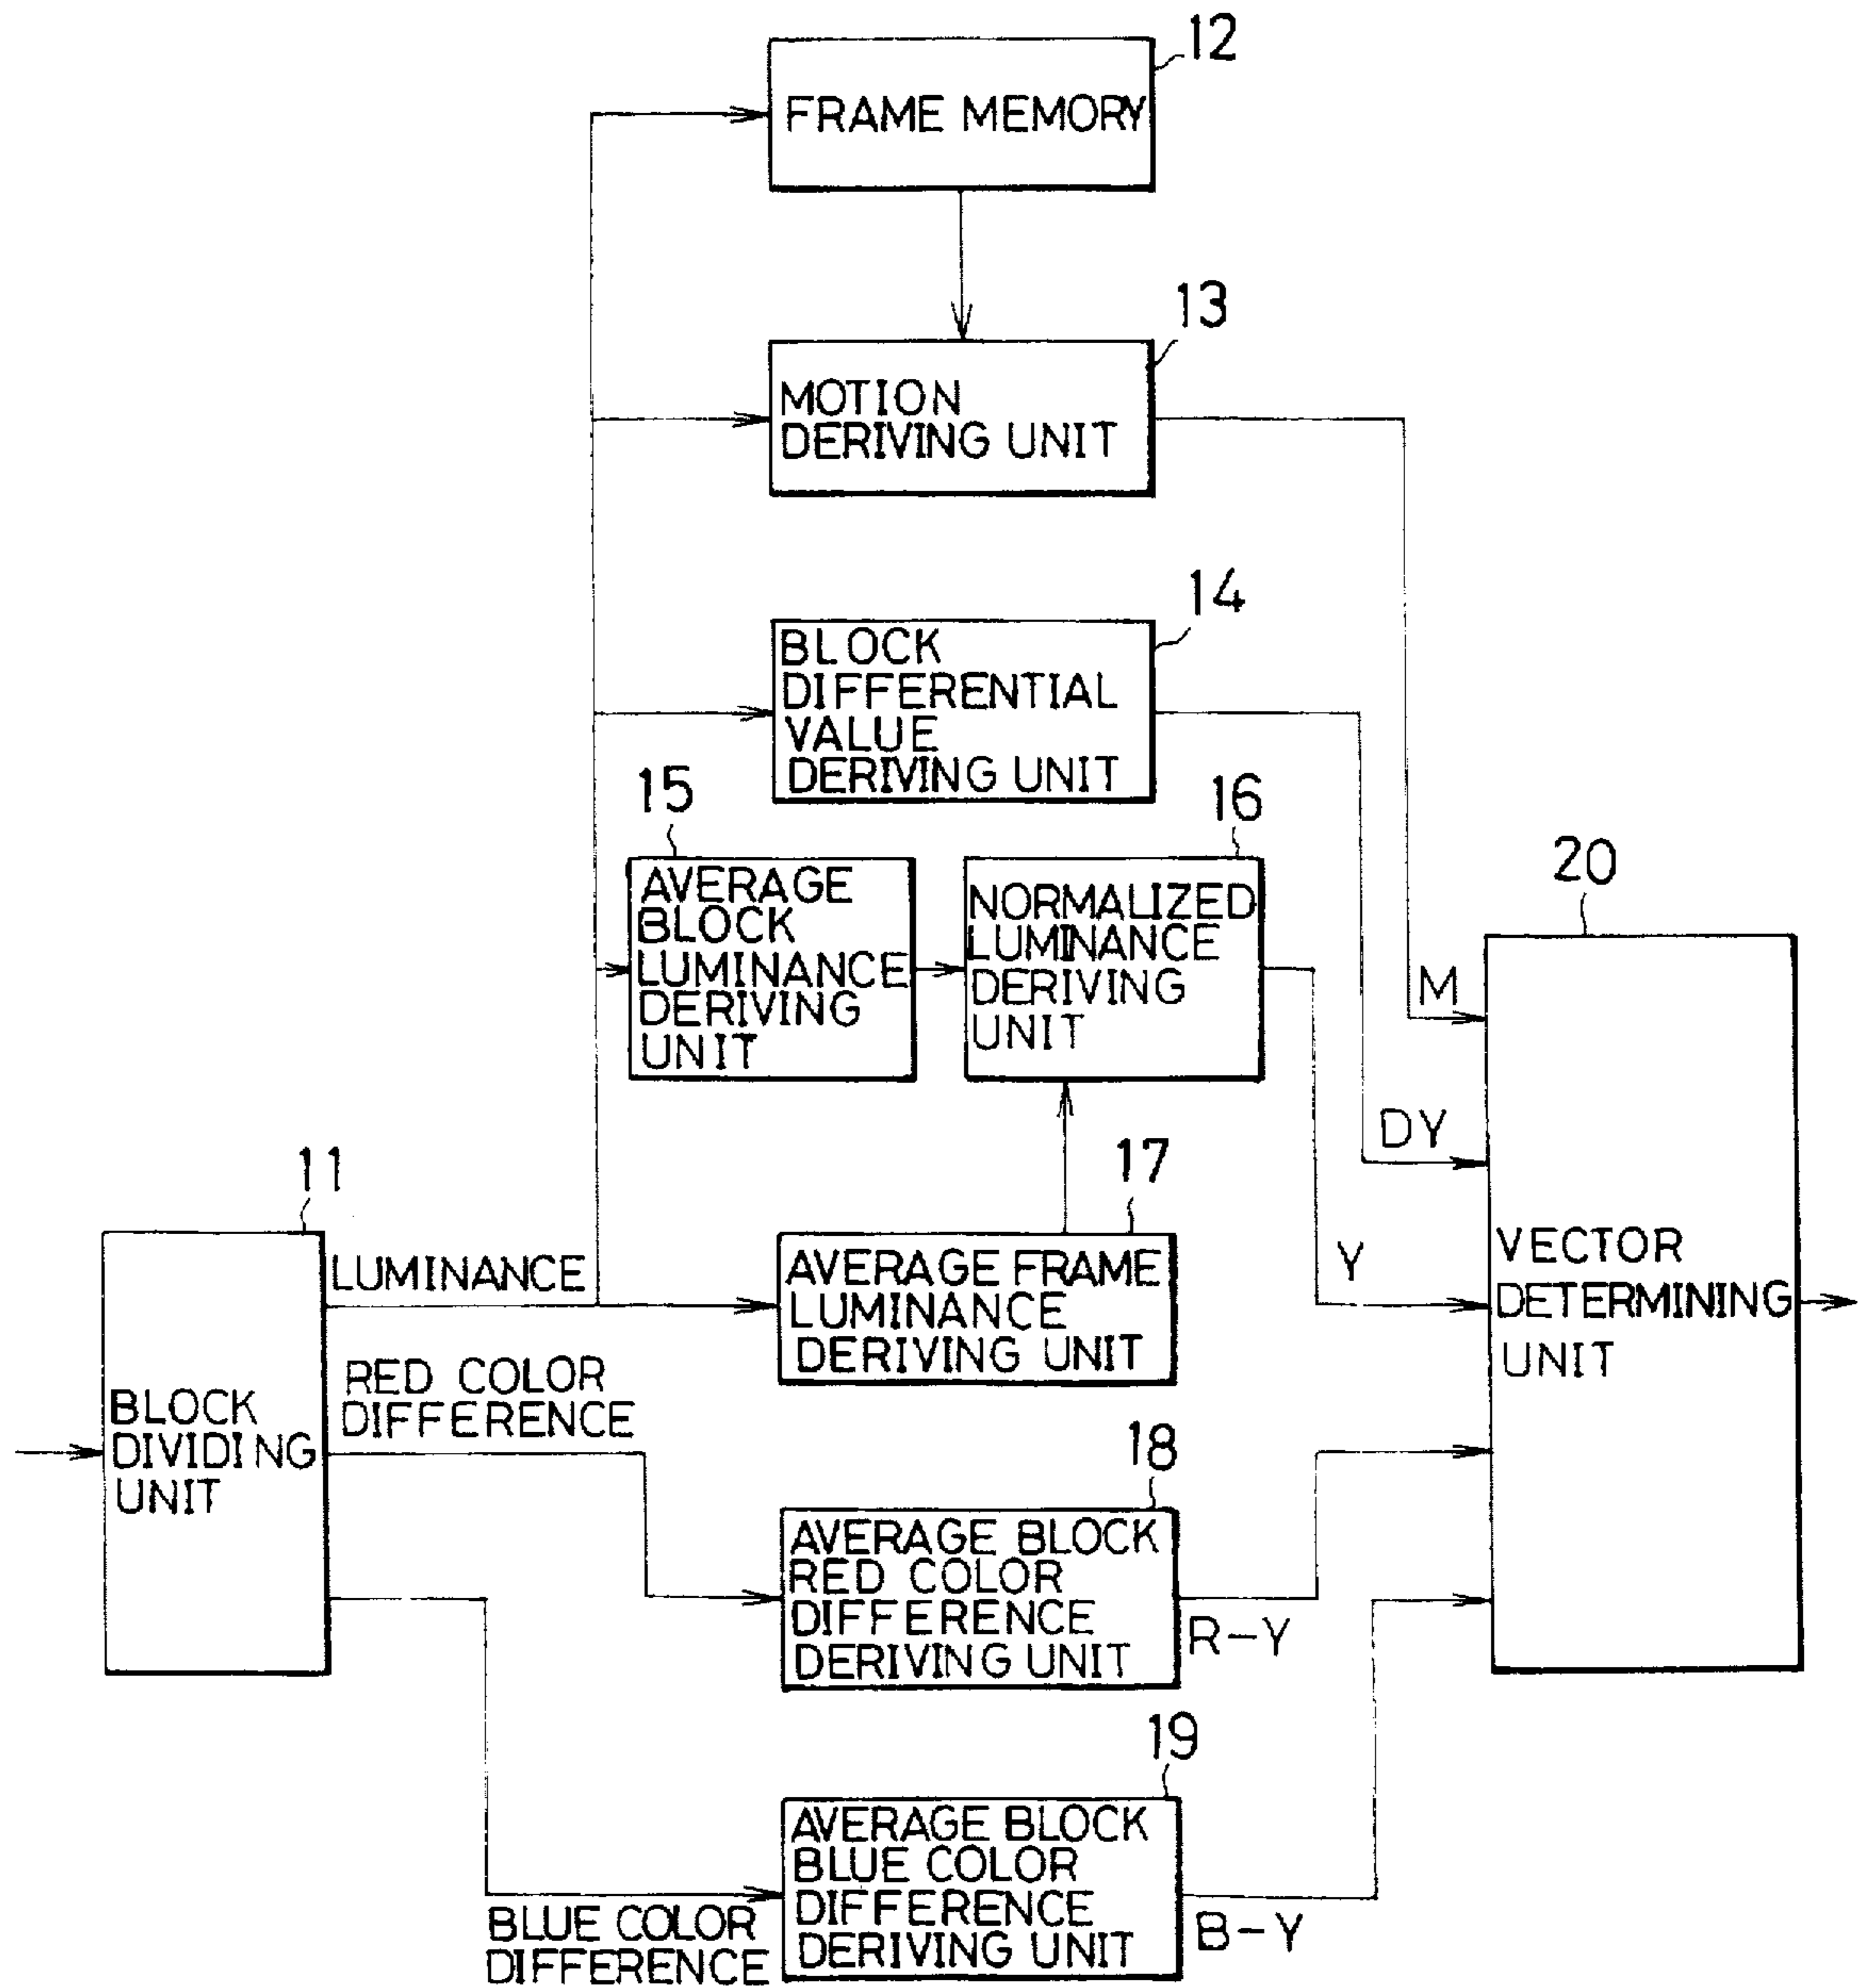 12
FRAME MEMORY
13
MOTION
DERIVING UNIT
14
BLOCK
DIFFERENTIAL
VALUE
DERIVING UNIT
15
AVERAGE
BLOCK
LUMINANCE
DERIVING
UNIT
16
NORMALIZED
LUMINANCE
DERIVING
UNIT
20
M
DY
Y
VECTOR
DETERMINING
UNIT
17
AVERAGE FRAME
LUMINANCE
DERIVING UNIT
11
LUMINANCE
RED COLOR
DIFFERENCE
BLOCK
DIVIDING
UNIT
18
AVERAGE BLOCK
RED COLOR
DIFFERENCE
DERIVING UNIT
R-Y
19
AVERAGE BLOCK
BLUE COLOR
DIFFERENCE
DERIVING UNIT
B-Y
BLUE COLOR
DIFFERENCE